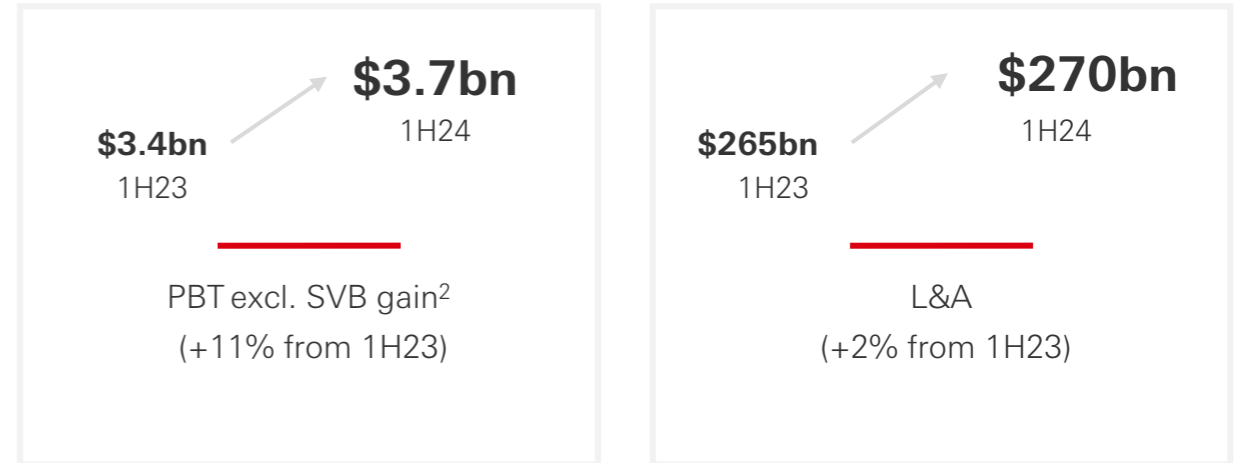 $3.7bn
1H24
$3.4bn
1H23
PBT excl. SVB gain²
(+11% from 1H23)
$270bn
1H24
$265bn
1H23
L&A
(+2% from 1H23)